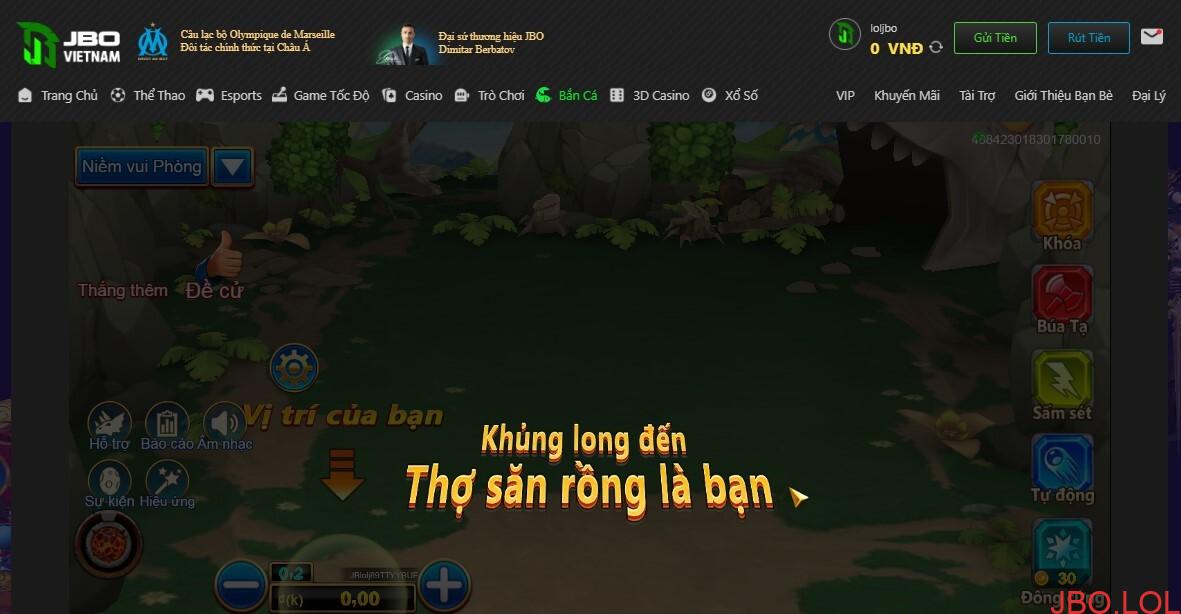 JBO
VIETNAM
Câu lạc bộ Olympique de Marseille
Đối tác chính thức tại Châu Á
Đại sứ thương hiệu JBO
Dimitar Berbatov
loljbo
0 VNĐ
Gửi Tiền
Rút Tiền
Trang Chủ
Thể Thao
Esports
Game Tốc Độ
Casino
Trò Chơi
Bắn Cá
3D Casino
Xổ Số
VIP
Khuyến Mãi
Tài Trợ
Giới Thiệu Bạn Bè
Đại Lý
Niềm vui Phòng
468423018301780010
Khóa
Thắng thêm
Đề cử
Búa Tạ
Sấm sét
Vị trí của bạn
Hỗ trợ
Báo cáo
Âm nhạc
Khủng long đến
Thợ săn rồng là bạn
Tự động
Sự kiện
Hiệu ứng
0,2
đ(k)
0,00
30
JBO.LOL